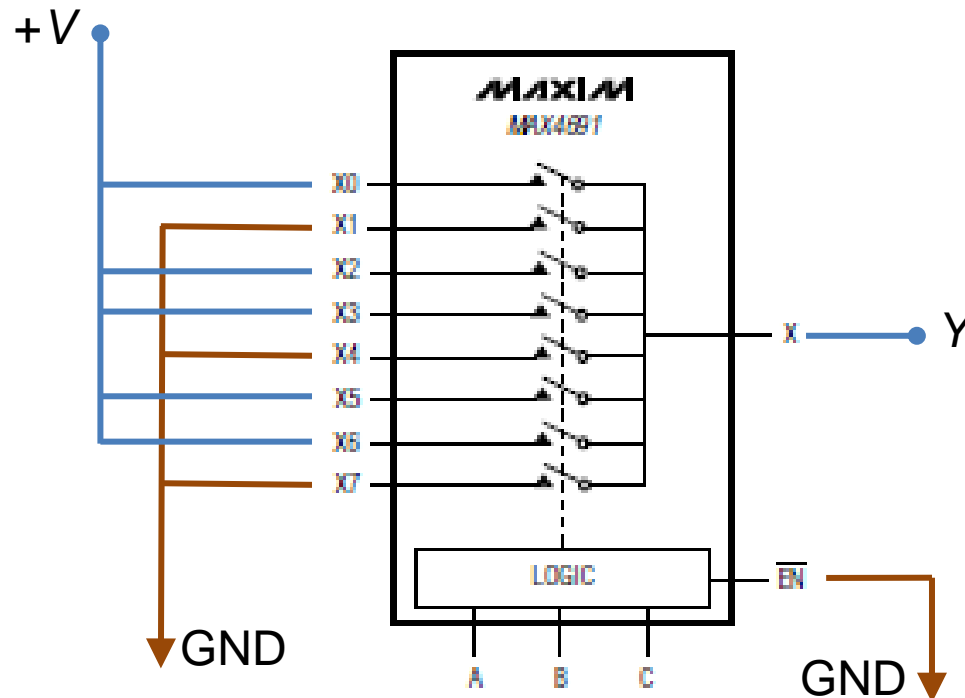 +V
MAXIM
MAX4691
X0
X1
X2
X3
X
Y
X4
X5
X6
X7
LOGIC
EN
GND
A
B
C
GND